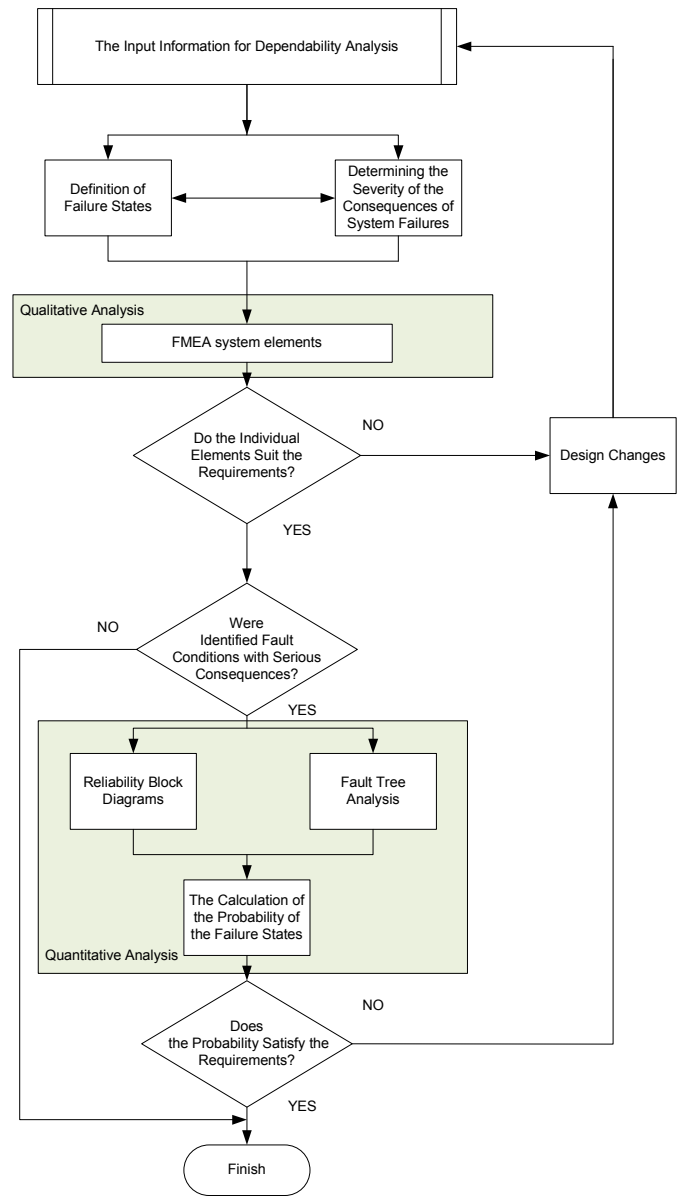 The Input Information for Dependability Analysis
Definition of
Failure States
Determining the
Severity of the
Consequences of
System Failures
Qualitative Analysis
FMEA system elements
Do the Individual
Elements Suit the
Requirements?
NO
Design Changes
YES
Were
Identified Fault
Conditions with Serious
Consequences?
NO
YES
Reliability Block
Diagrams
Fault Tree
Analysis
The Calculation of
the Probability of
the Failure States
Quantitative Analysis
Does
the Probability Satisfy the
Requirements?
NO
YES
Finish